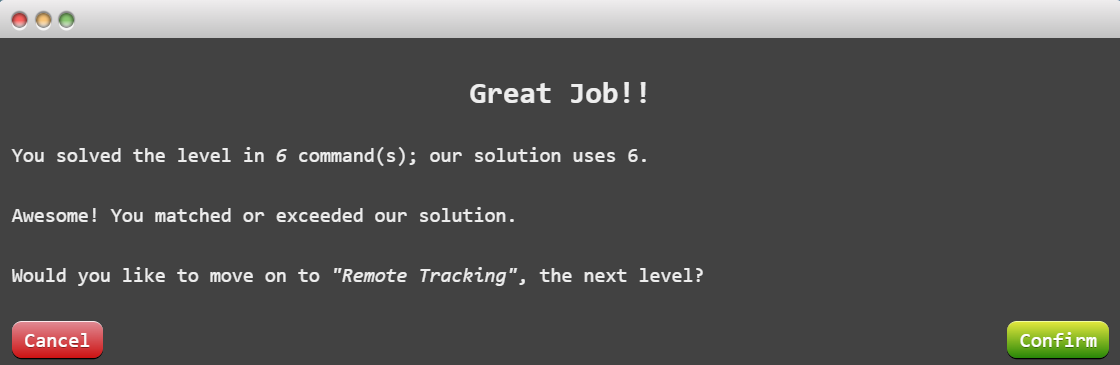 Great Job!!
You solved the level in 6 command(s); our solution uses 6.
Awesome! You matched or exceeded our solution.
Would you like to move on to "Remote Tracking", the next level?
Cancel
Confirm